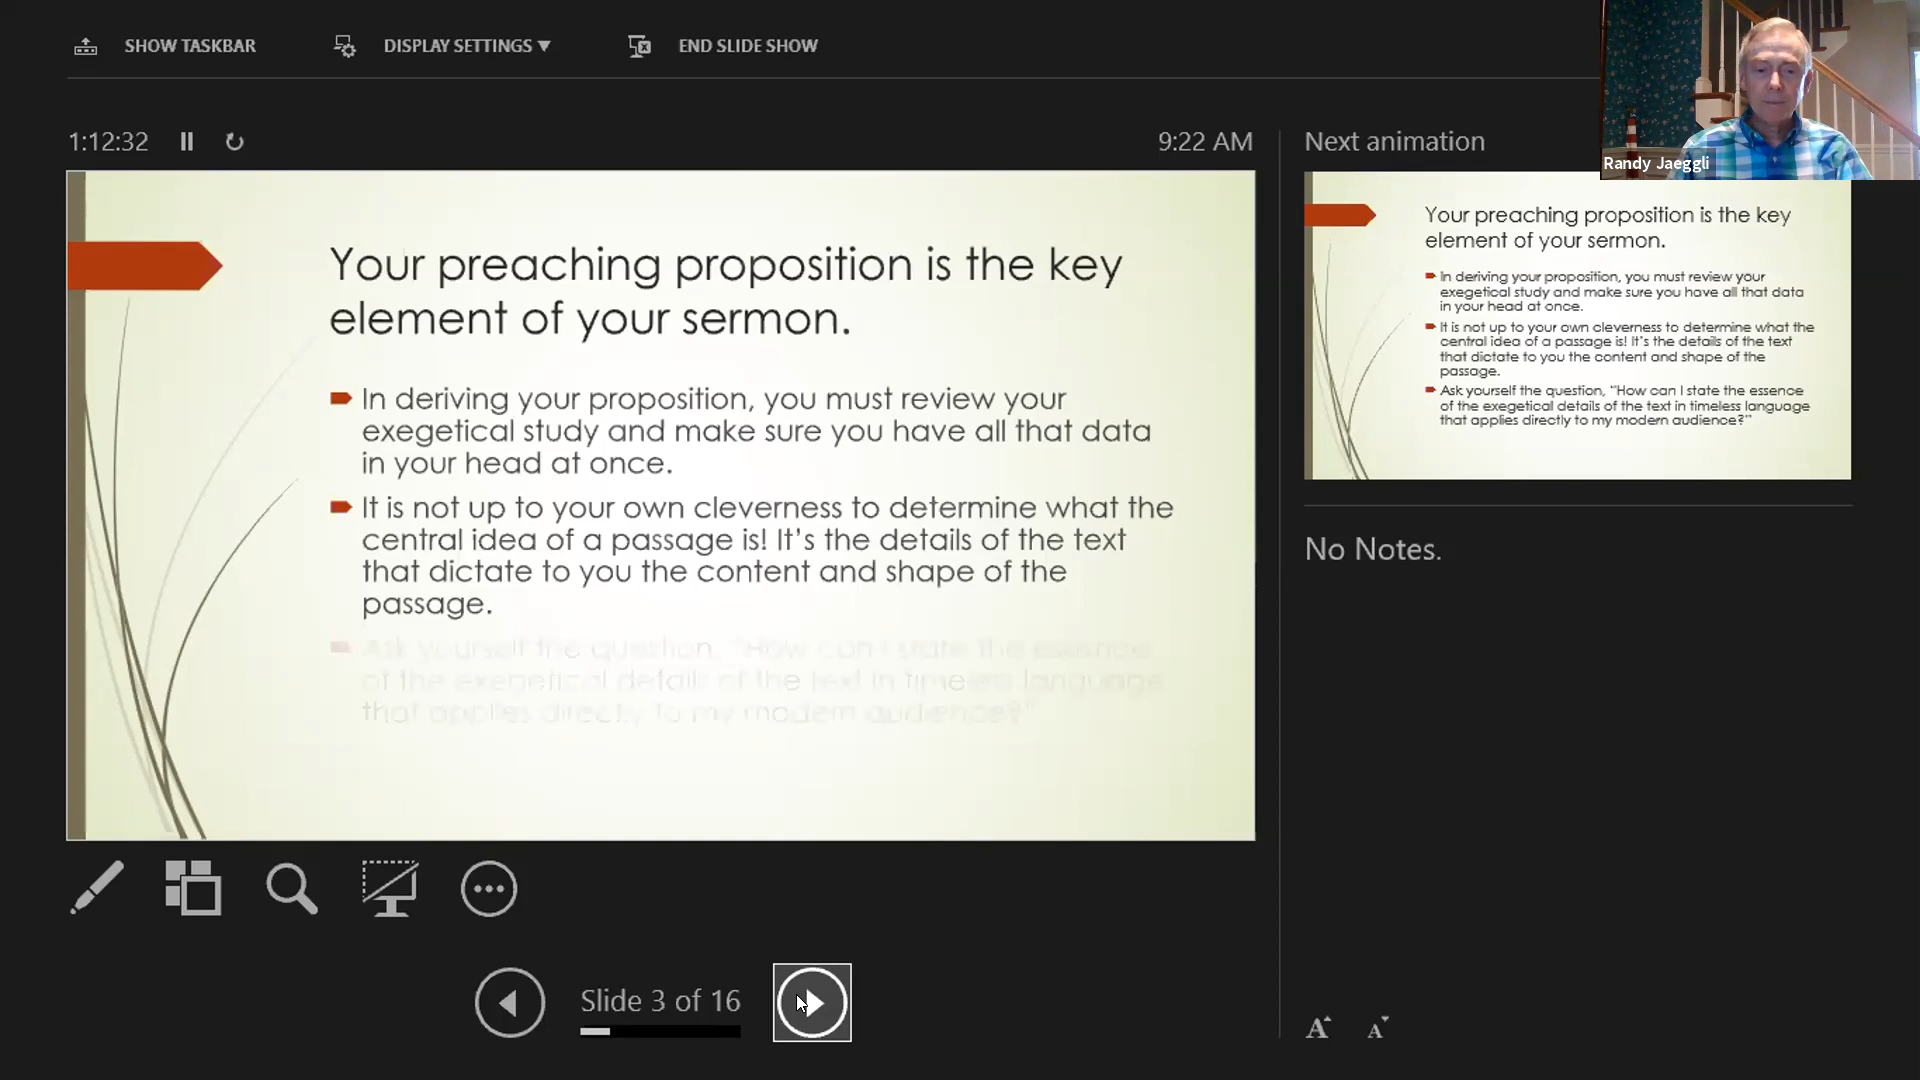 SHOW TASKBAR
DISPLAY SETTINGS ▼
END SLIDE SHOW
1:12:32
9:22 AM
Next animation
Randy Jaeggli
Your preaching proposition is the key
element of your sermon.
In deriving your proposition, you must review your
exegetical study and make sure you have all that data
in your head at once.
It is not up to your own cleverness to determine what the
central idea of a passage is! It's the details of the text
that dictate to you the content and shape of the
passage.
Ask yourself the question, "How can I state the essence
of the exegetical details of the text in timeless language
that applies directly to my modern audience?"
Your preaching proposition is the key
element of your sermon.
In deriving your proposition, you must review your
exegetical study and make sure you have all that data
in your head at once.
It is not up to your own cleverness to determine what the
central idea of a passage is! It's the details of the text
that dictate to you the content and shape of the
passage.
Ask yourself the question, "How can I state the essence
of the exegetical details of the text in timeless language
that applies directly to my modern audience?"
No Notes.
Slide 3 of 16
A A